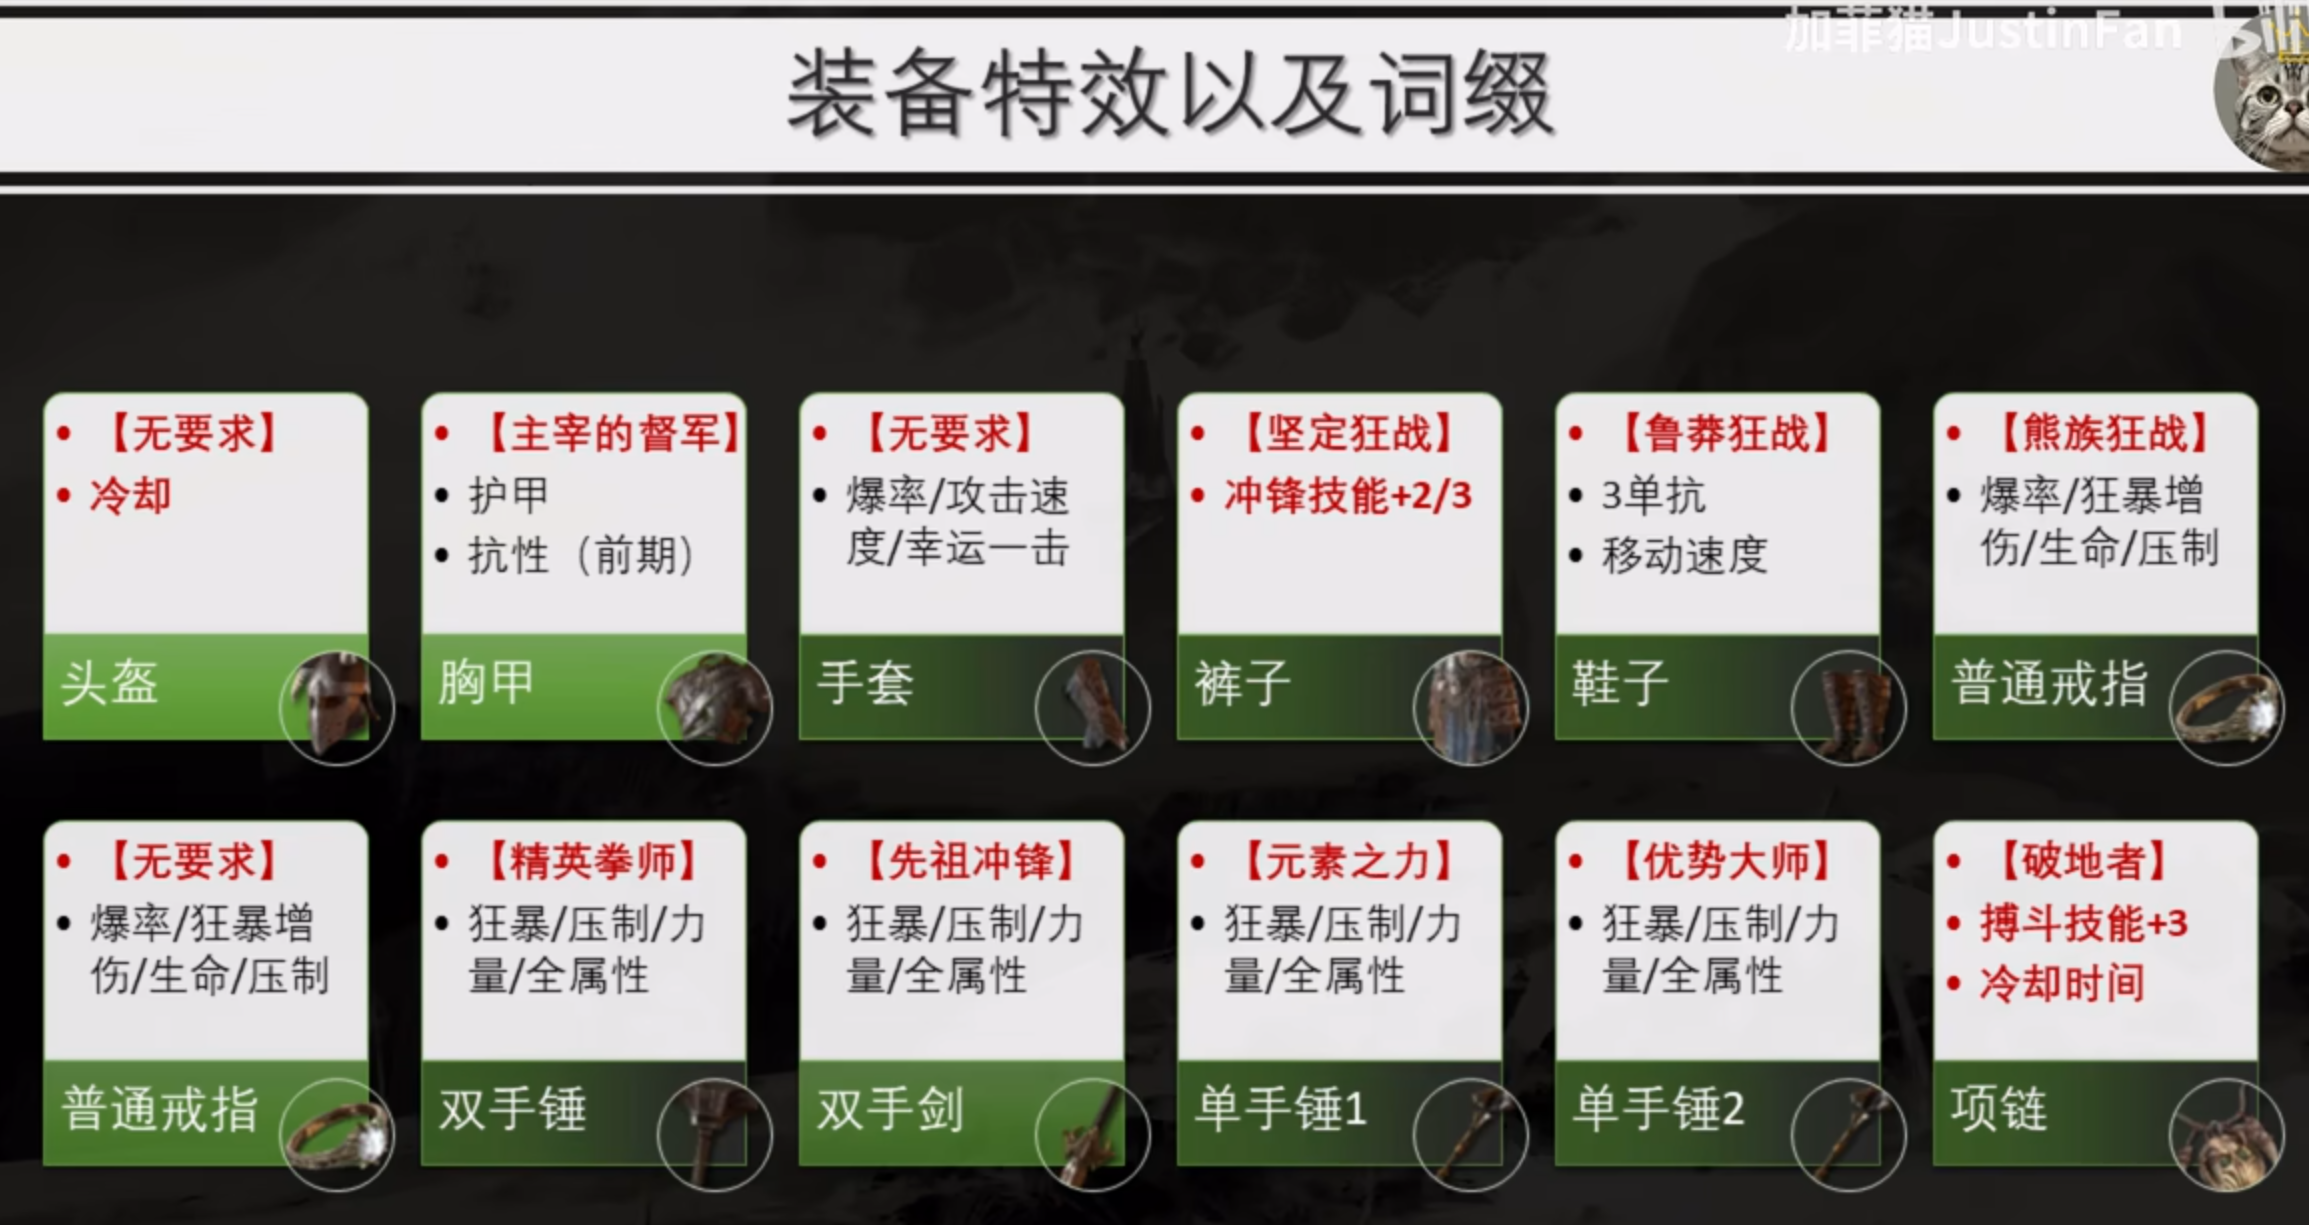 加菲猫JustinFan
装备特效以及词缀
• 【无要求】
• 冷却
头盔
• 【主宰的督军】
• 护甲
• 抗性（前期）
胸甲
• 【无要求】
• 爆率/攻击速
度/幸运一击
手套
• 【坚定狂战】
• 冲锋技能+2/3
裤子
• 【鲁莽狂战】
• 3单抗
• 移动速度
鞋子
• 【熊族狂战】
• 爆率/狂暴增
伤/生命/压制
普通戒指
• 【无要求】
• 爆率/狂暴增
伤/生命/压制
普通戒指
• 【精英拳师】
• 狂暴/压制/力
量/全属性
双手锤
• 【先祖冲锋】
• 狂暴/压制/力
量/全属性
双手剑
• 【元素之力】
• 狂暴/压制/力
量/全属性
单手锤1
• 【优势大师】
• 狂暴/压制/力
量/全属性
单手锤2
• 【破地者】
• 搏斗技能+3
• 冷却时间
项链